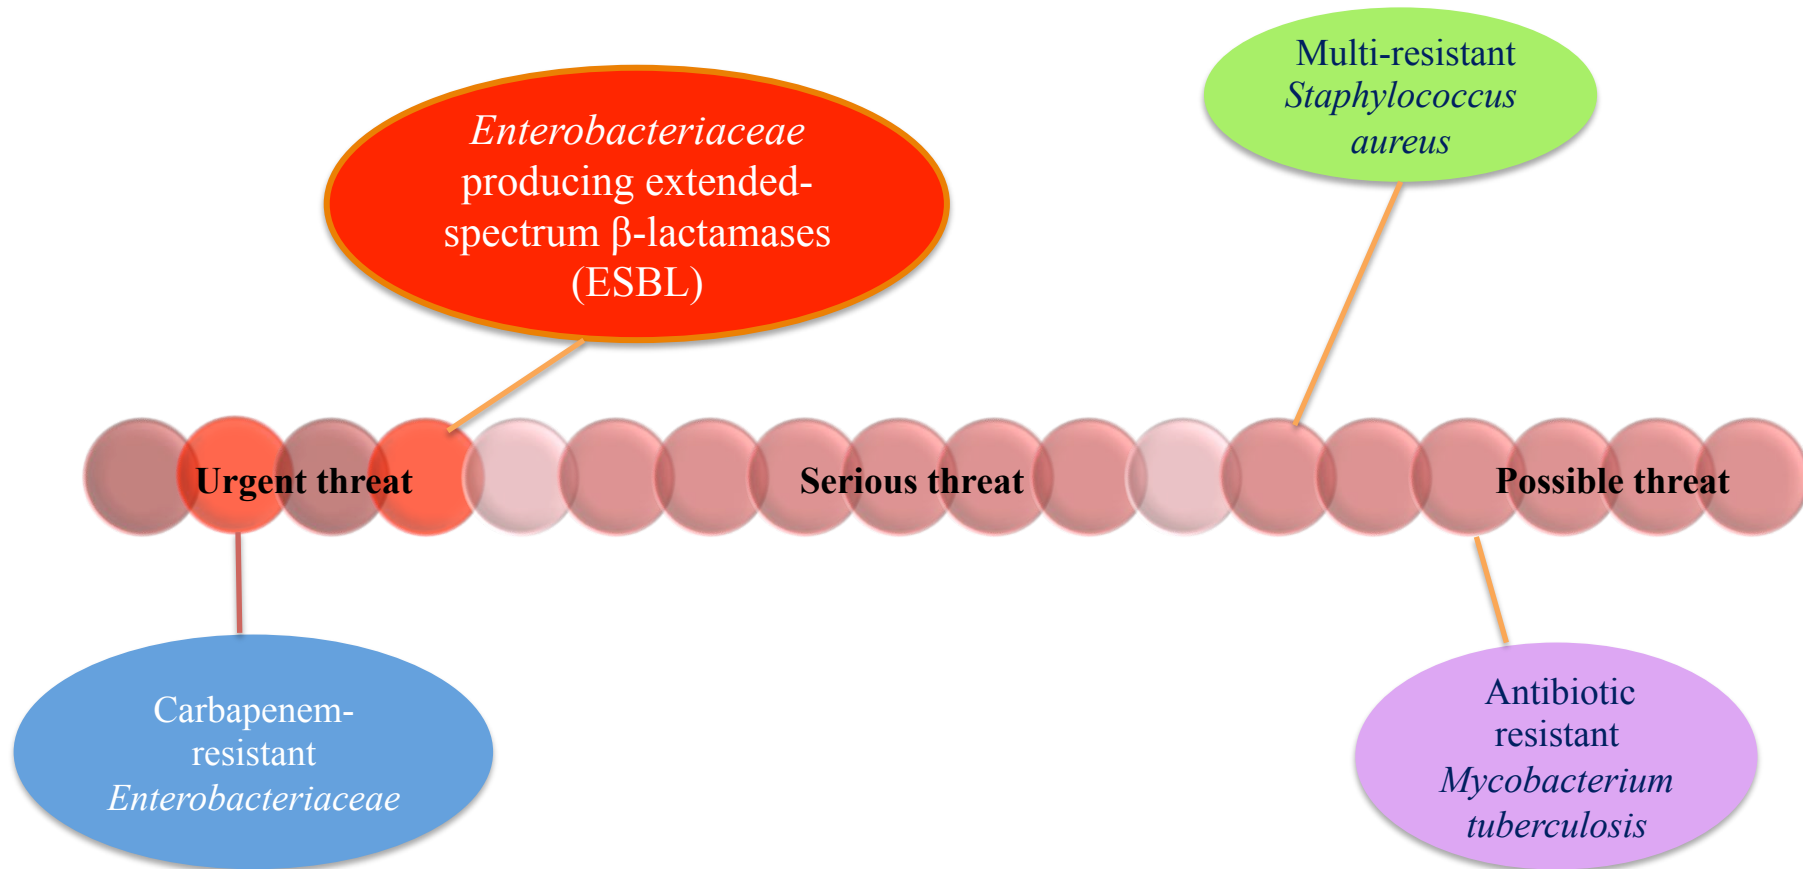 Multi-resistant
Staphylococcus
aureus
Enterobacteriaceae
producing extended-
spectrum β-lactamases
(ESBL)
Urgent threat
Serious threat
Possible threat
Carbapenem-
resistant
Enterobacteriaceae
Antibiotic
resistant
Mycobacterium
tuberculosis